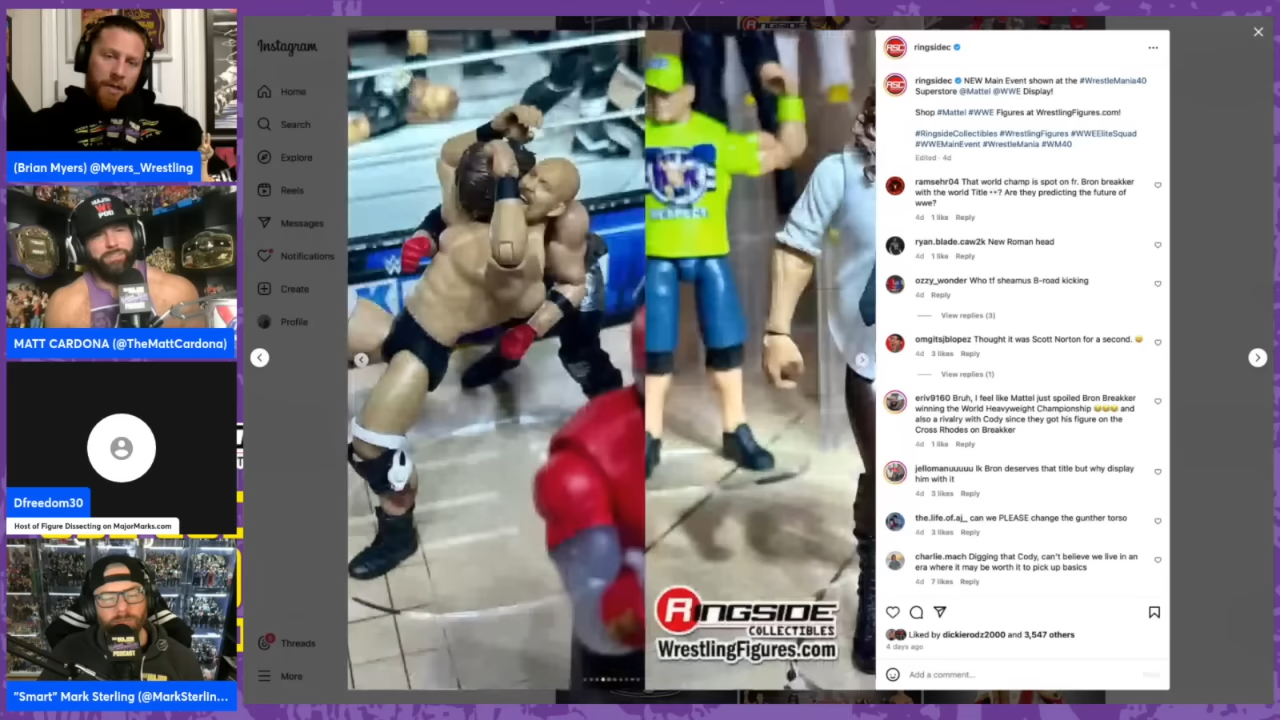 (Brian Myers) @Myers_Wrestling
MATT CARDONA (@TheMattCardona)
Dfreedom30
Host of Figure Dissecting on MajorMarks.com
"Smart" Mark Sterling (@MarkSterlin...
Instagram
Home
Search
Explore
Reels
Messages
Notifications
Create
Profile
Threads
More
RINGSIDE
COLLECTIBLES
WrestlingFigures.com
RSC
ringsidec
ringsidec NEW Main Event shown at the #WrestleMania40
Superstore @Mattel @WWE Display!
Shop #Mattel #WWE Figures at WrestlingFigures.com!
#RingsideCollectibles #WrestlingFigures #WWEEliteSquad
#WWEMainEvent #WrestleMania #WM40
Edited · 4d
ramsehr04 That world champ is spot on fr. Bron breakker
with the world Title 👀? Are they predicting the future of
wwe?
4d 1 like Reply
ryan.blade.caw2k New Roman head
4d 1 like Reply
ozzy_wonder Who tf sheamus B-road kicking
4d Reply
View replies (3)
omgitsjblopez Thought it was Scott Norton for a second. 😅
4d 3 likes Reply
View replies (1)
eriv9160 Bruh, I feel like Mattel just spoiled Bron Breakker
winning the World Heavyweight Championship 😂😂😂 and
also a rivalry with Cody since they got his figure on the
Cross Rhodes on Breakker
4d 1 like Reply
jellomanuuuuu Ik Bron deserves that title but why display
him with it
4d 3 likes Reply
the.life.of.aj_ can we PLEASE change the gunther torso
4d 3 likes Reply
charlie.mach Digging that Cody, can't believe we live in an
era where it may be worth it to pick up basics
4d 7 likes Reply
Liked by dickierodz2000 and 3,547 others
4 days ago
Add a comment...